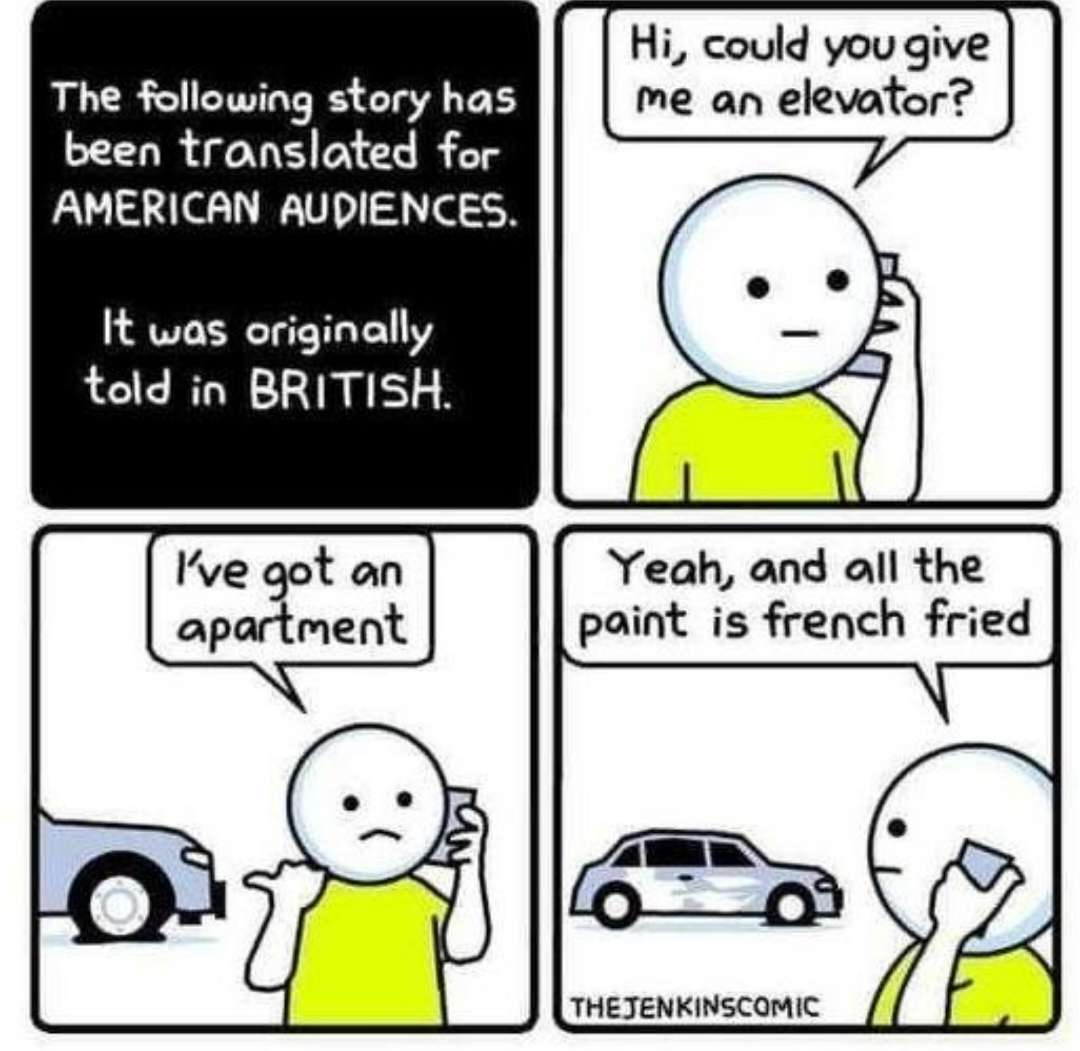 The following story has
been translated for
AMERICAN AUDIENCES.
It was originally
told in BRITISH.
Hi, could you give
me an elevator?
I've got an
apartment
Yeah, and all the
paint is french fried
THEJENKINSCOMIC